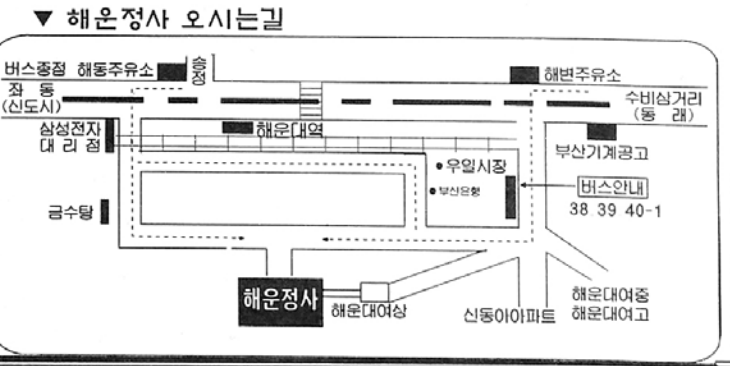 ▼ 해운정사 오시는길
버스종점 해동주유소
송정
해변주유소
좌 동
(신도시)
수비삼거리
(동 래)
삼성전자
대 리 점
해운대역
부산기계공고
우일시장
부산은행
버스안내
38 39 40-1
금수탕
해운정사
해운대여상
신동아아파트
해운대여중
해운대여고